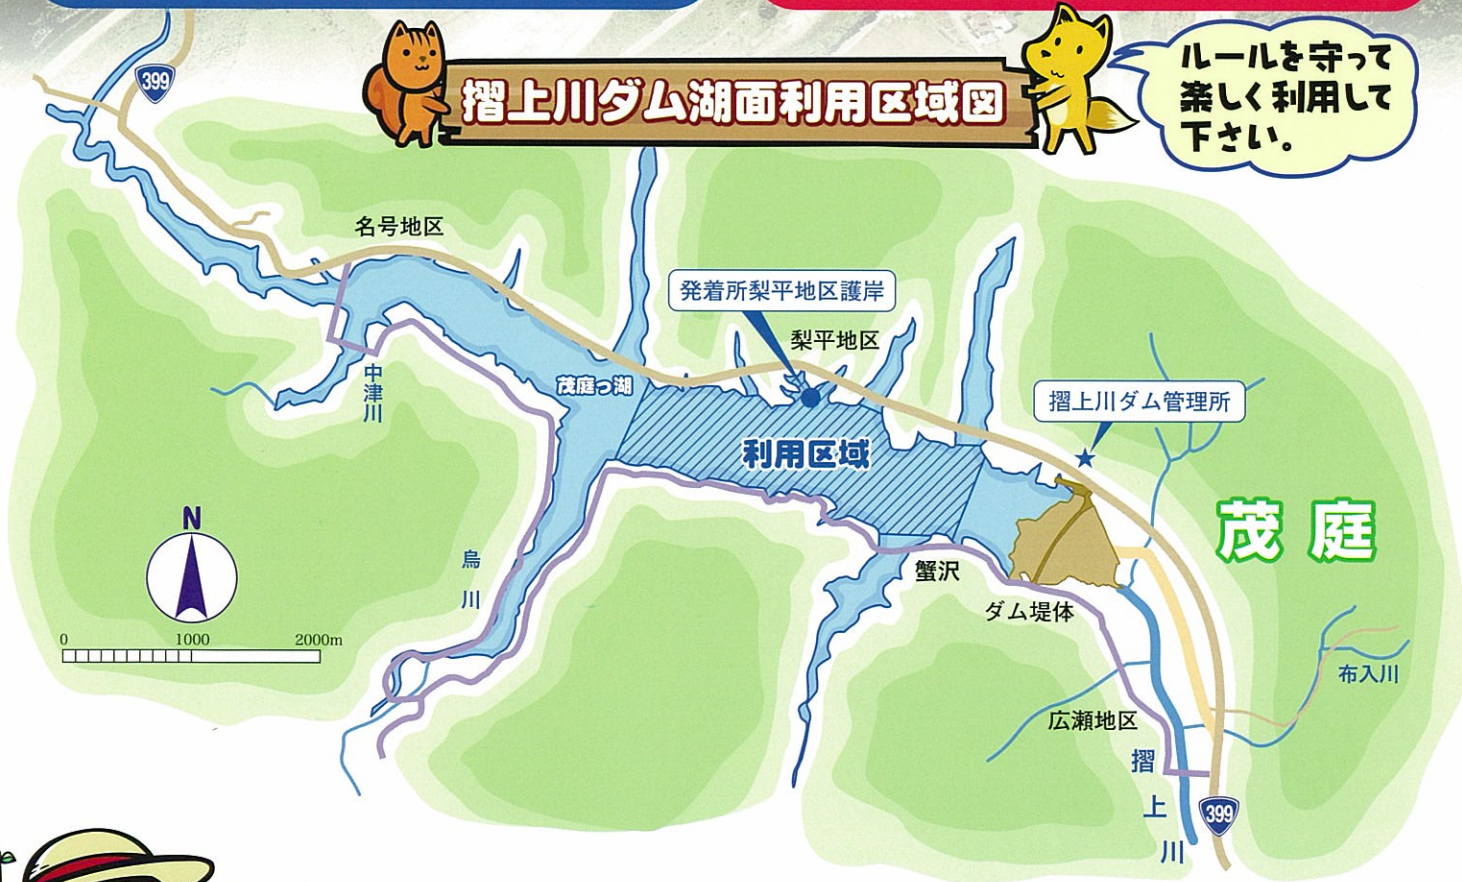 399
摺上川ダム湖面利用区域図
ルールを守って
楽しく利用して
下さい。
名号地区
発着所梨平地区護岸
梨平地区
茂庭っ湖
中津川
摺上川ダム管理所
利用区域
茂庭
N
烏川
蟹沢
ダム堤体
0 1000 2000m
布入川
広瀬地区
摺上川
399